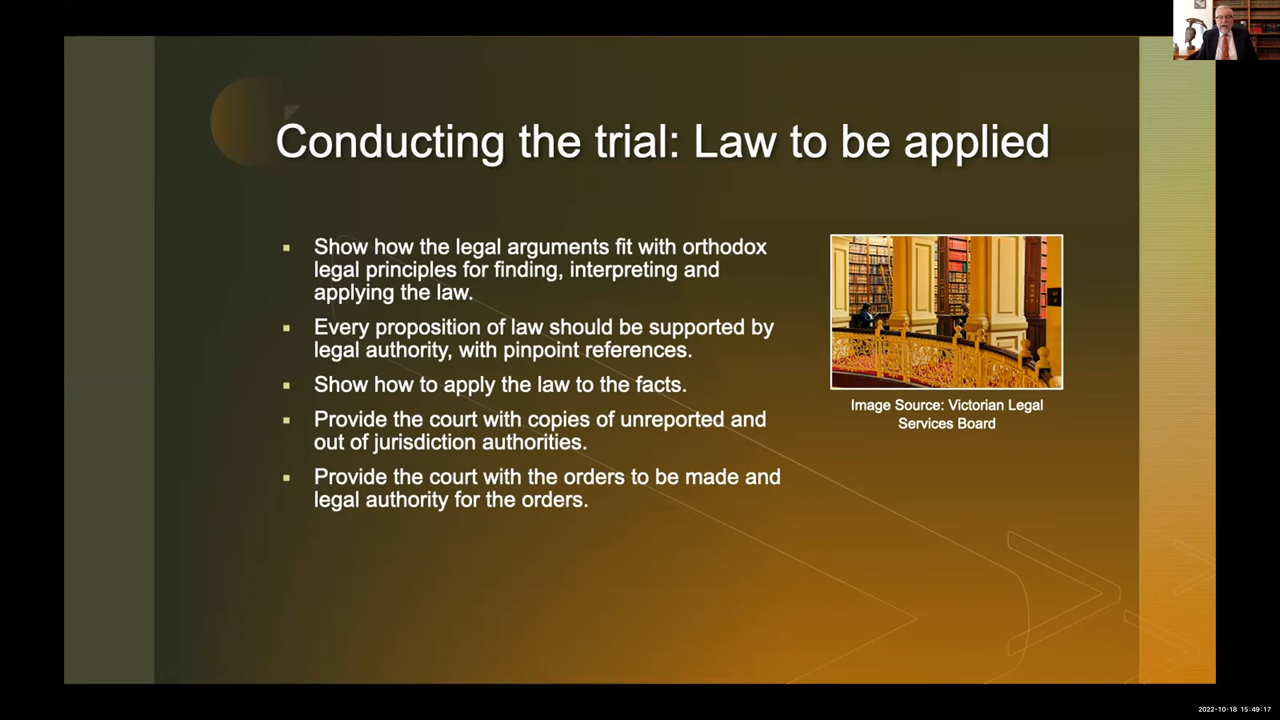 Conducting the trial: Law to be applied
▪ Show how the legal arguments fit with orthodox
legal principles for finding, interpreting and
applying the law.
▪ Every proposition of law should be supported by
legal authority, with pinpoint references.
▪ Show how to apply the law to the facts.
▪ Provide the court with copies of unreported and
out of jurisdiction authorities.
▪ Provide the court with the orders to be made and
legal authority for the orders.
Image Source: Victorian Legal
Services Board
2022-10-18 15:49:17